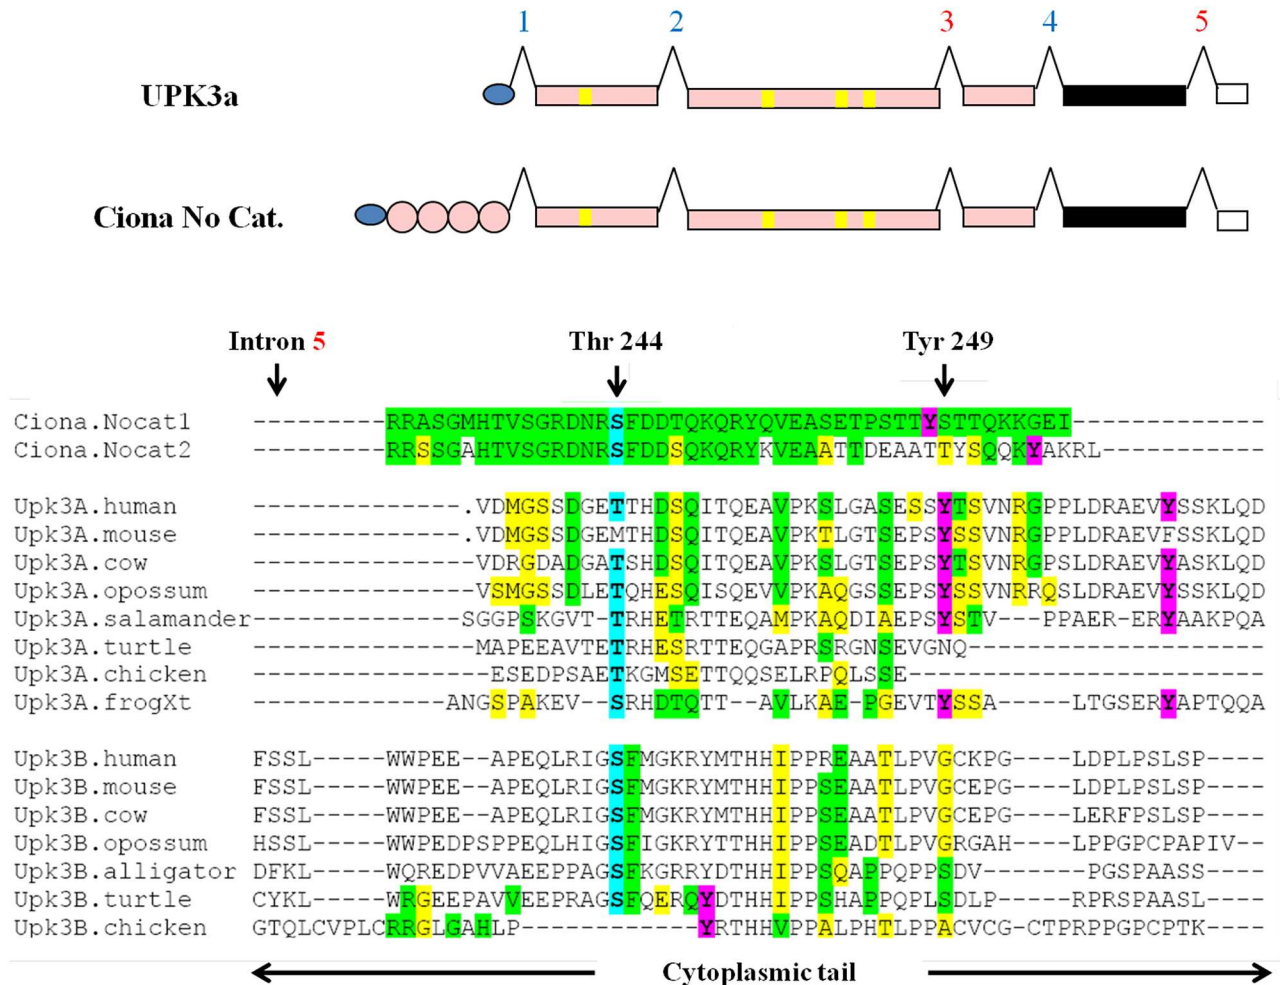 1 2 3 4 5
UPK3a
Ciona No Cat.
Intron 5 Thr 244 Tyr 249
Ciona.Nocat1 ---------RRASGMHTVSGRDNRSFDDTQKQRYQVEASETPSTTYSTTQKKGEI-------------
Ciona.Nocat2 ---------RRSSGAHTVSGRDNRSFDDSQKQRYKVEAATTDEAATTYSQQKYAKRL-----------
Upk3A.human --------------.VDMGSSDGETTHDSQITQEAVPKSLGASESSYTSVNRGPPLDRAEVYSSKLQD
Upk3A.mouse --------------.VDMGSSDGEMTHDSQITQEAVPKTLGTSEPSYSSVNRGPPLDRAEVFSSKLQD
Upk3A.cow ---------------VDRGDADGATSHDSQITQEAVPKSLGTSEPSYTSVNRGPSLDRAEVYASKLQD
Upk3A.opossum ---------------VSMGSSDLETQHESQISQEVVPKAQGSSEPSYSSVNRRQSLDRAEVYSSKLQD
Upk3A.salamander--------------SGGPSKGVT-TRHETRTTEQAMPKAQDIAEPSYSTV---PPAER-ERYAAKPQA
Upk3A.turtle ---------------MAPEEAVTETRHESRTTEQGAPRSRGNSEVGNQ--------------------
Upk3A.chicken ----------------ESEDPSAETKGMSETTQQSELRPQLSSE------------------------
Upk3A.frogXt -------------ANGSPAKEV--SRHDTQTT--AVLKAE-PGEVTYSSA-----LTGSERYAPTQQA
Upk3B.human FSSL-----WWPEE--APEQLRIGSFMGKRYMTHHIPPREAATLPVGCKPG----LDPLPSLSP----
Upk3B.mouse FSSL-----WWPEE--APEQLRIGSFMGKRYMTHHIPPSEAATLPVGCEPG----LDPLPSLSP----
Upk3B.cow FSSL-----WWPEE--APEQLRIGSFMGKRYMTHHIPPSEAATLPVGCEPG----LERFPSLSP----
Upk3B.opossum HSSL-----WWPEDPSPPEQLHIGSFIGKRYTTHHIPPSEADTLPVGRGAH----LPPGPCPAPIV--
Upk3B.alligator DFKL-----WQREDPVVAEEPPAGSFKGRRYDTHHIPPSQAPPQPPSDV-------PGSPAASS----
Upk3B.turtle CYKL-----WRGEEPAVVEEPRAGSFQERQYDTHHIPPSHAPPQPLSDLP------RPRSPAASL---
Upk3B.chicken GTQLCVPLCRRGLGAHLP------------YRTHHVPPALPHTLPPACVCG-CTPRPPGPCPTK----
Cytoplasmic tail